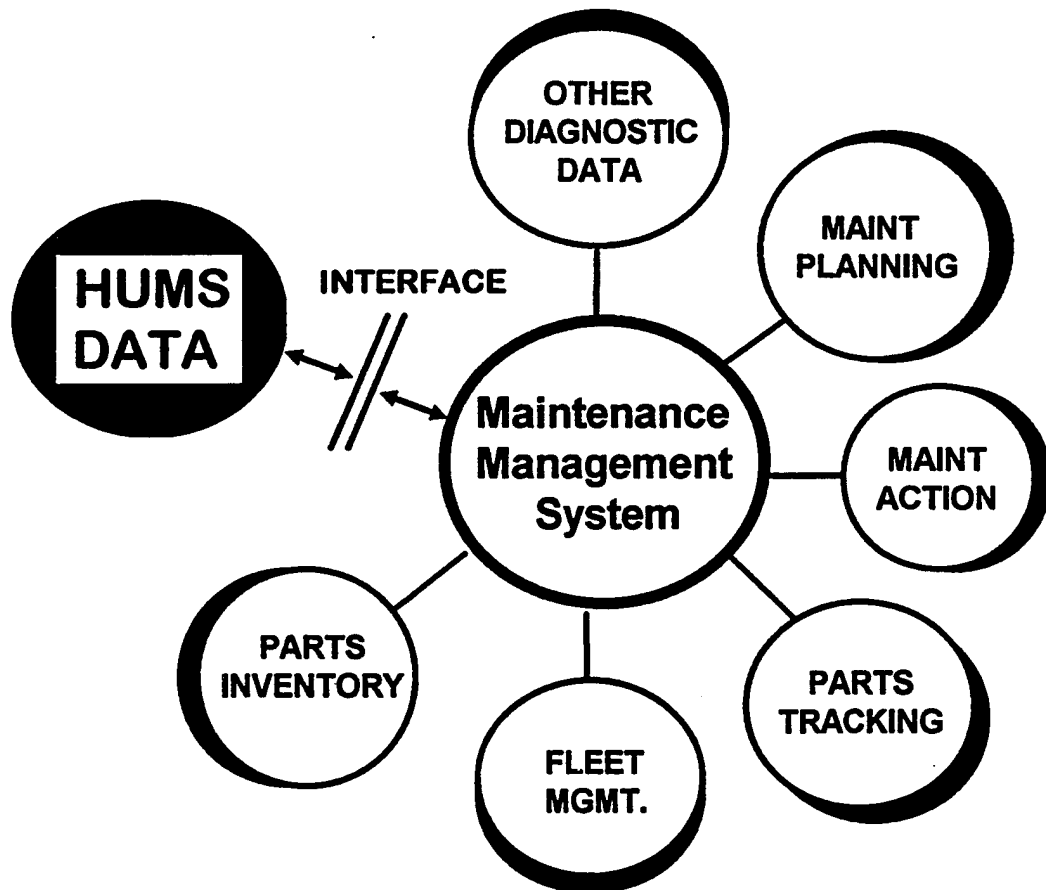 OTHER
DIAGNOSTIC
DATA
MAINT
PLANNING
HUMS
DATA
INTERFACE
Maintenance
Management
System
MAINT
ACTION
PARTS
INVENTORY
PARTS
TRACKING
FLEET
MGMT.